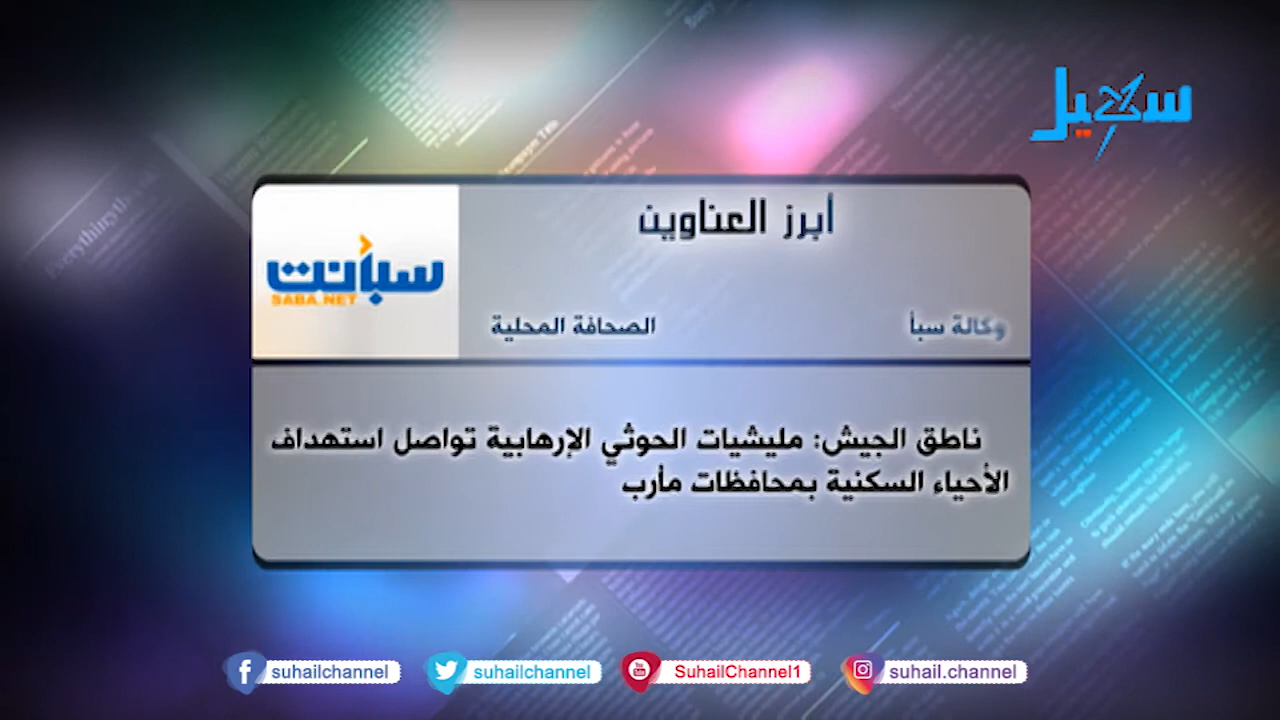 سهيل
أبرز العناوين
سبأنت
SABA.NET
وكالة سبأ
الصحافة المحلية
ناطق الجيش: مليشيات الحوثي الإرهابية تواصل استهداف
الأحياء السكنية بمحافظات مأرب
suhailchannel
suhailchannel
SuhailChannel1
suhail.channel